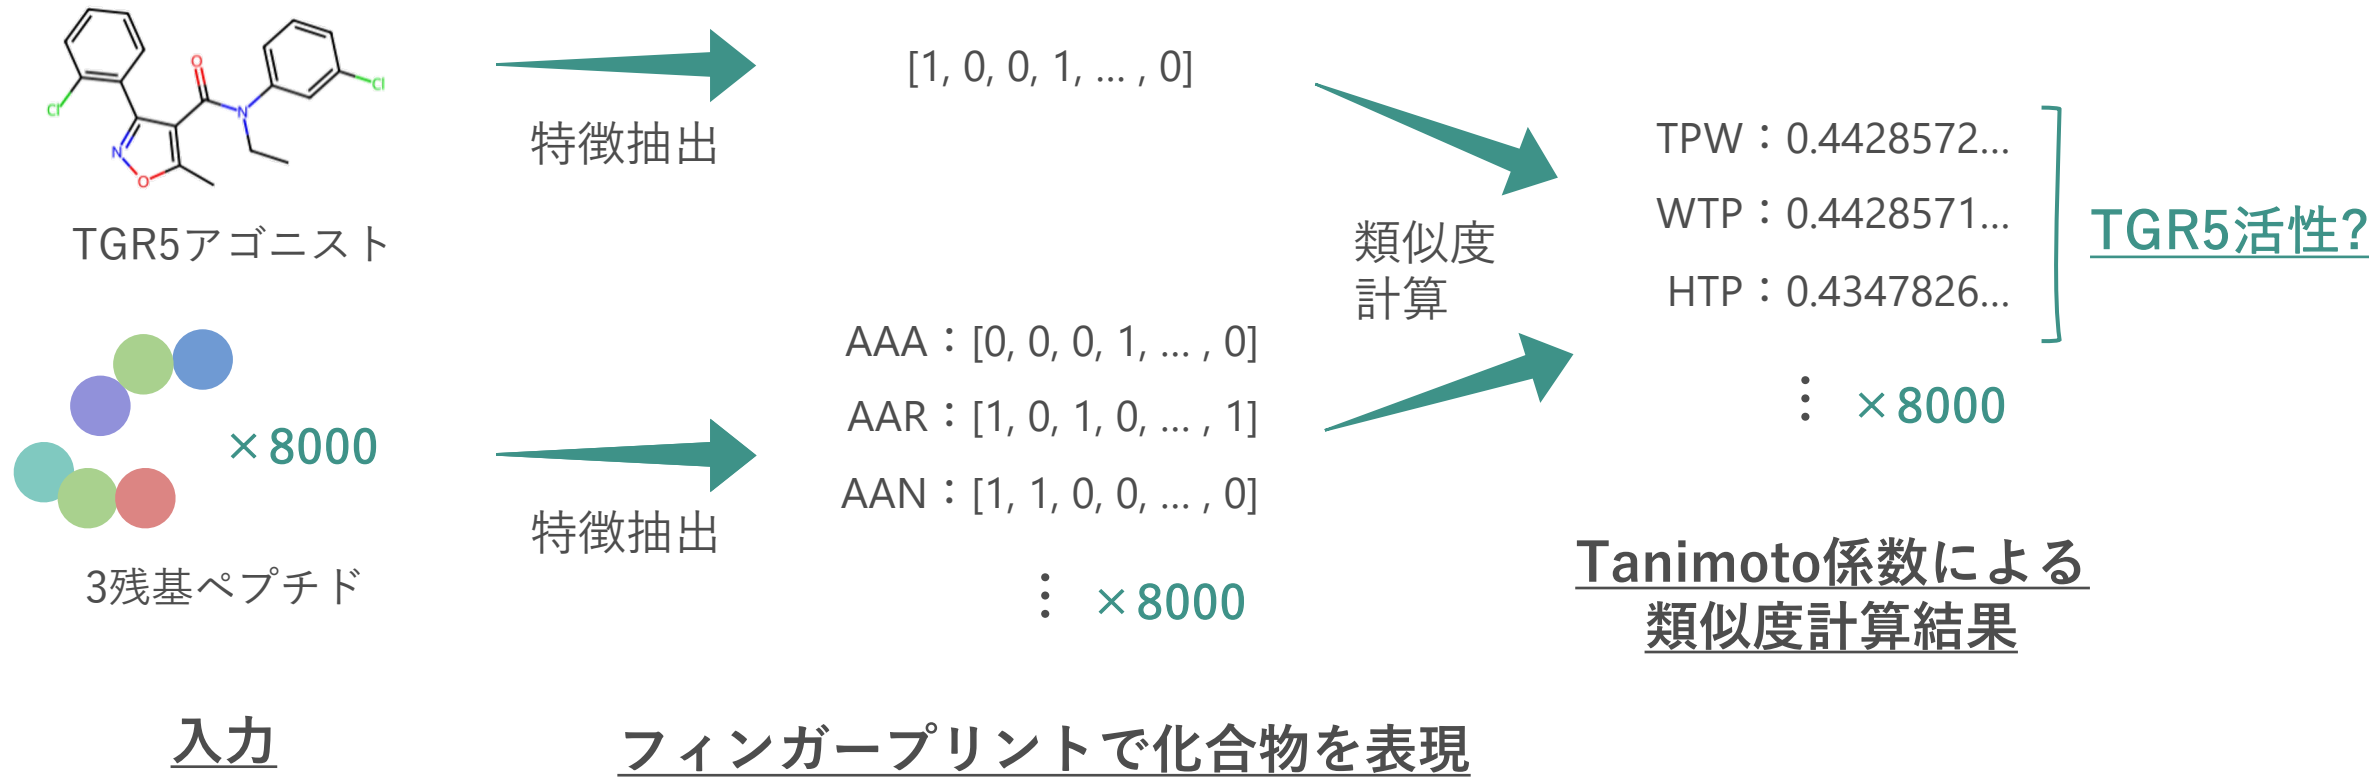 Cl
O
N
Cl
N
O
TGR5アゴニスト
特徴抽出
[1, 0, 0, 1, ... , 0]
×8000
3残基ペプチド
特徴抽出
AAA：[0, 0, 0, 1, ... , 0]
AAR：[1, 0, 1, 0, ... , 1]
AAN：[1, 1, 0, 0, ... , 0]
⋮ ×8000
類似度
計算
TPW：0.4428572...
WTP：0.4428571...
HTP：0.4347826...
⋮ ×8000
TGR5活性?
Tanimoto係数による
類似度計算結果
入力
フィンガープリントで化合物を表現